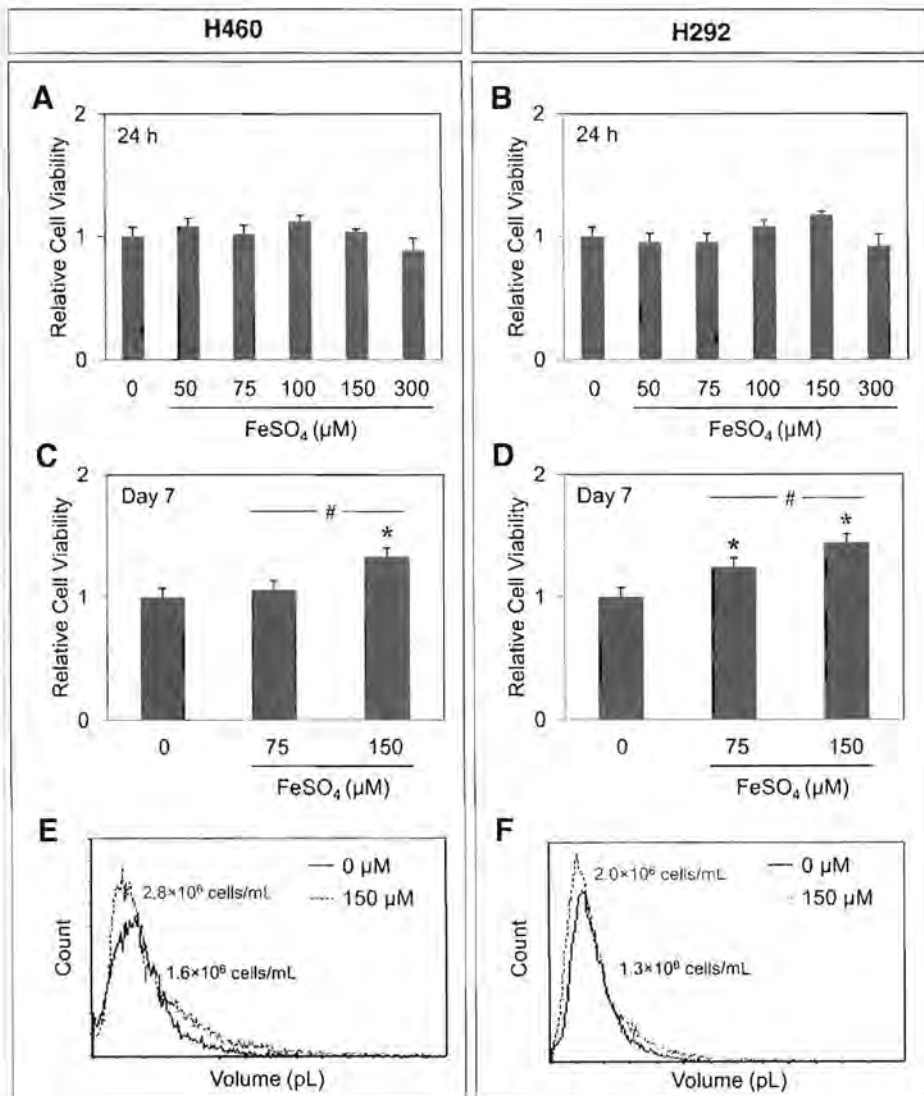 H460
H292
A
2
1
0
Relative Cell Viability
24 h
0 50 75 100 150 300
FeSO₄ (µM)
B
2
1
0
Relative Cell Viability
24 h
0 50 75 100 150 300
FeSO₄ (µM)
C
2
1
0
Relative Cell Viability
Day 7
#
*
0 75 150
FeSO₄ (µM)
D
2
1
0
Relative Cell Viability
Day 7
#
* *
0 75 150
FeSO₄ (µM)
E
Count
0 µM
150 µM
2.8×10⁶ cells/mL
1.6×10⁶ cells/mL
Volume (pL)
F
Count
0 µM
150 µM
2.0×10⁶ cells/mL
1.3×10⁶ cells/mL
Volume (pL)